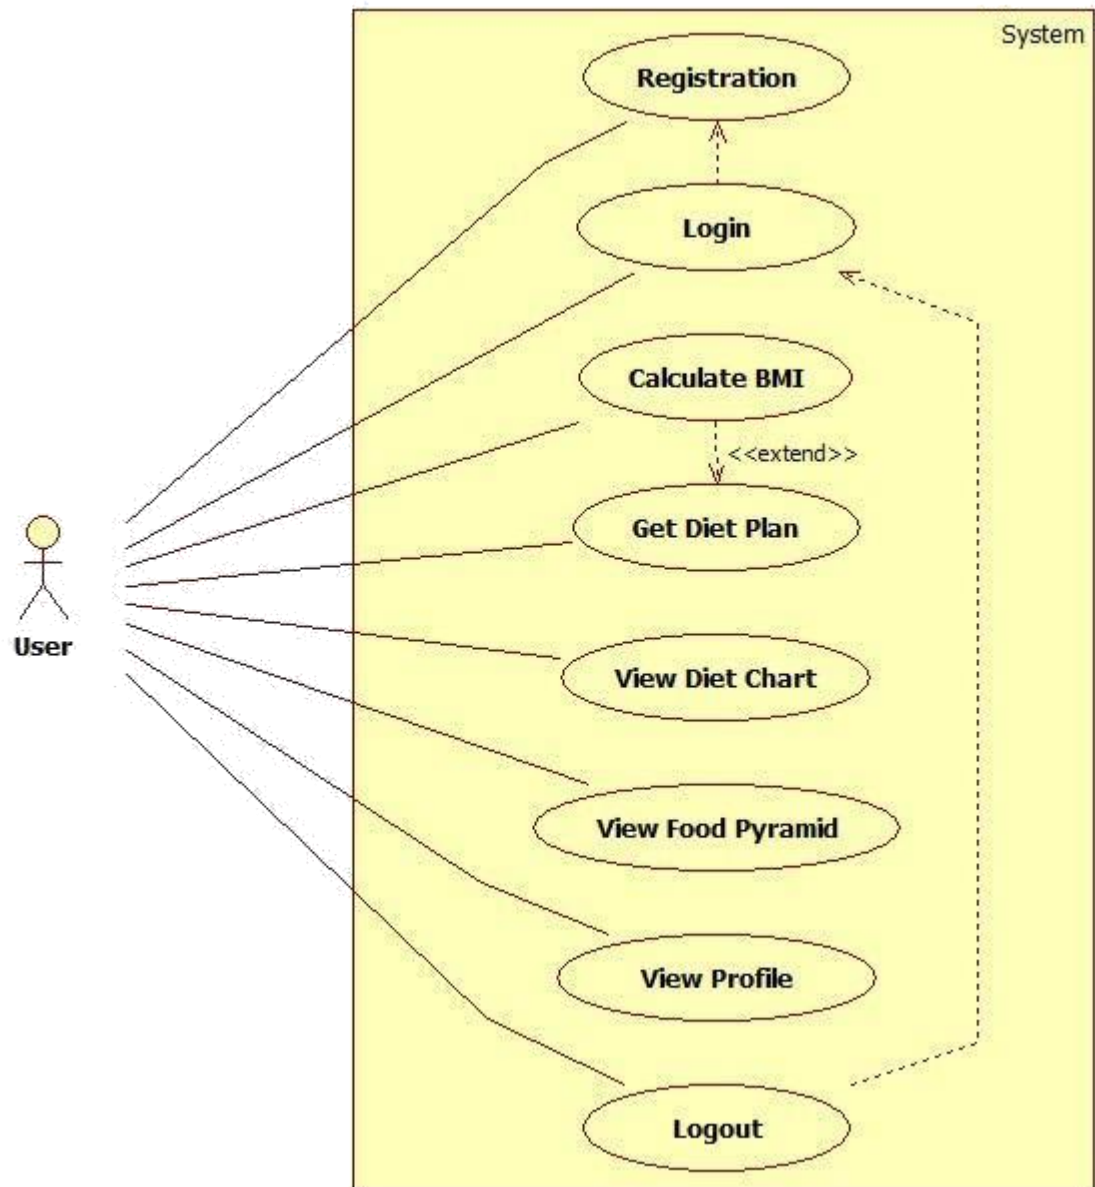 System
Registration
Login
Calculate BMI
<<extend>>
Get Diet Plan
User
View Diet Chart
View Food Pyramid
View Profile
Logout